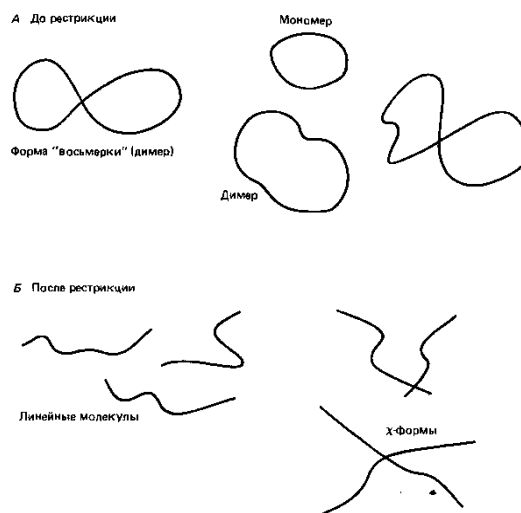 А До рестрикции
Мономер
Форма "восьмерки" (димер)
Димер
Б После рестрикции
Линейные молекулы
χ-формы